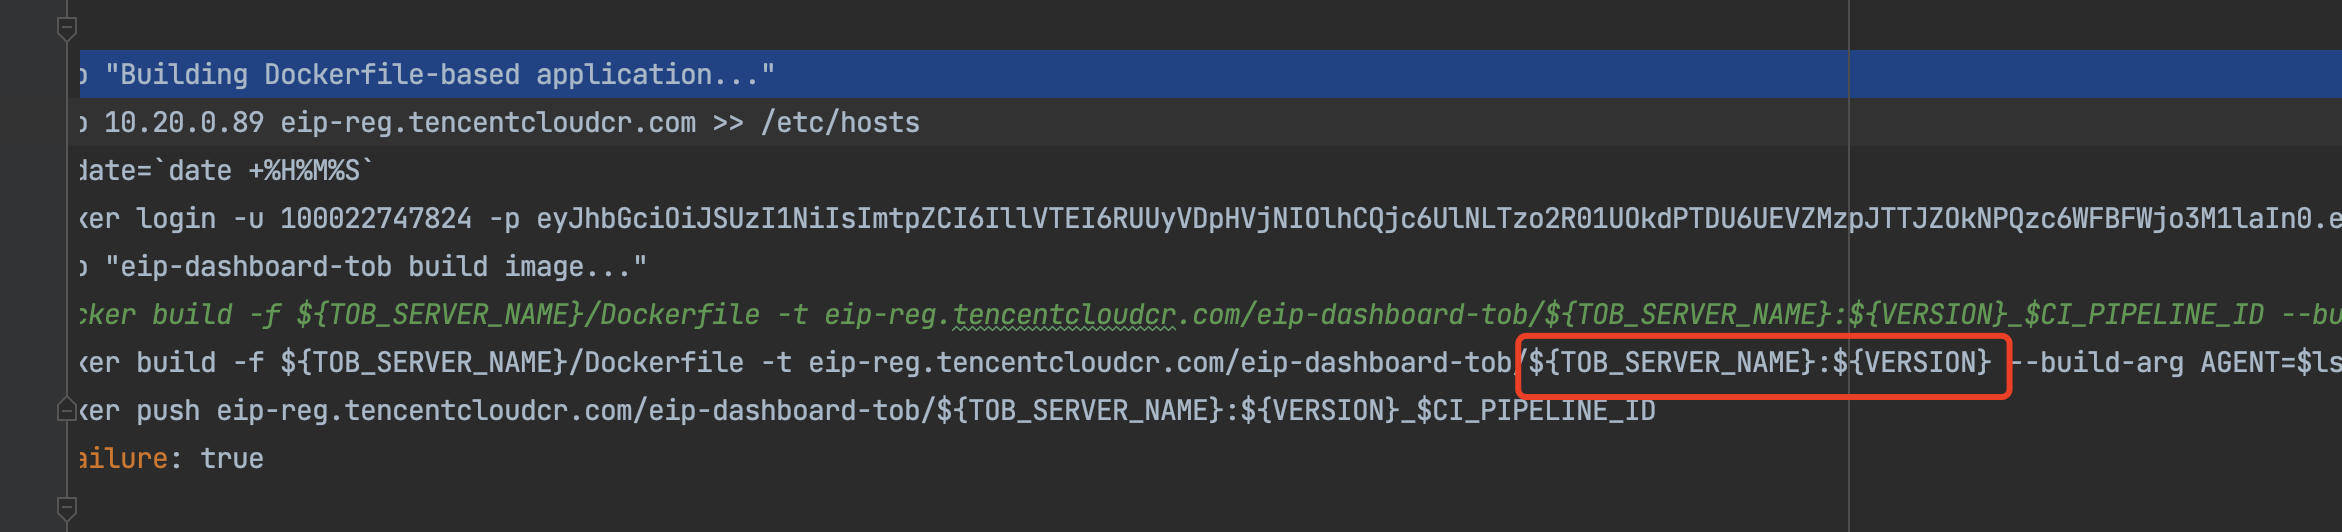 o "Building Dockerfile-based application..."
o 10.20.0.89 eip-reg.tencentcloudcr.com >> /etc/hosts
date=`date +%H%M%S`
ker login -u 100022747824 -p eyJhbGciOiJSUzI1NiIsImtpZCI6IllVTEI6RUUyVDpHVjNIOlhCQjc6UlNLTzo2R01UOkdPTDU6UEVZMzpJTTJZOkNPQzc6WFBFWjo3M1laIn0.e
o "eip-dashboard-tob build image..."
cker build -f ${TOB_SERVER_NAME}/Dockerfile -t eip-reg.tencentcloudcr.com/eip-dashboard-tob/${TOB_SERVER_NAME}:${VERSION}_$CI_PIPELINE_ID --bu
ker build -f ${TOB_SERVER_NAME}/Dockerfile -t eip-reg.tencentcloudcr.com/eip-dashboard-tob/${TOB_SERVER_NAME}:${VERSION} --build-arg AGENT=$ls
ker push eip-reg.tencentcloudcr.com/eip-dashboard-tob/${TOB_SERVER_NAME}:${VERSION}_$CI_PIPELINE_ID
ailure: true